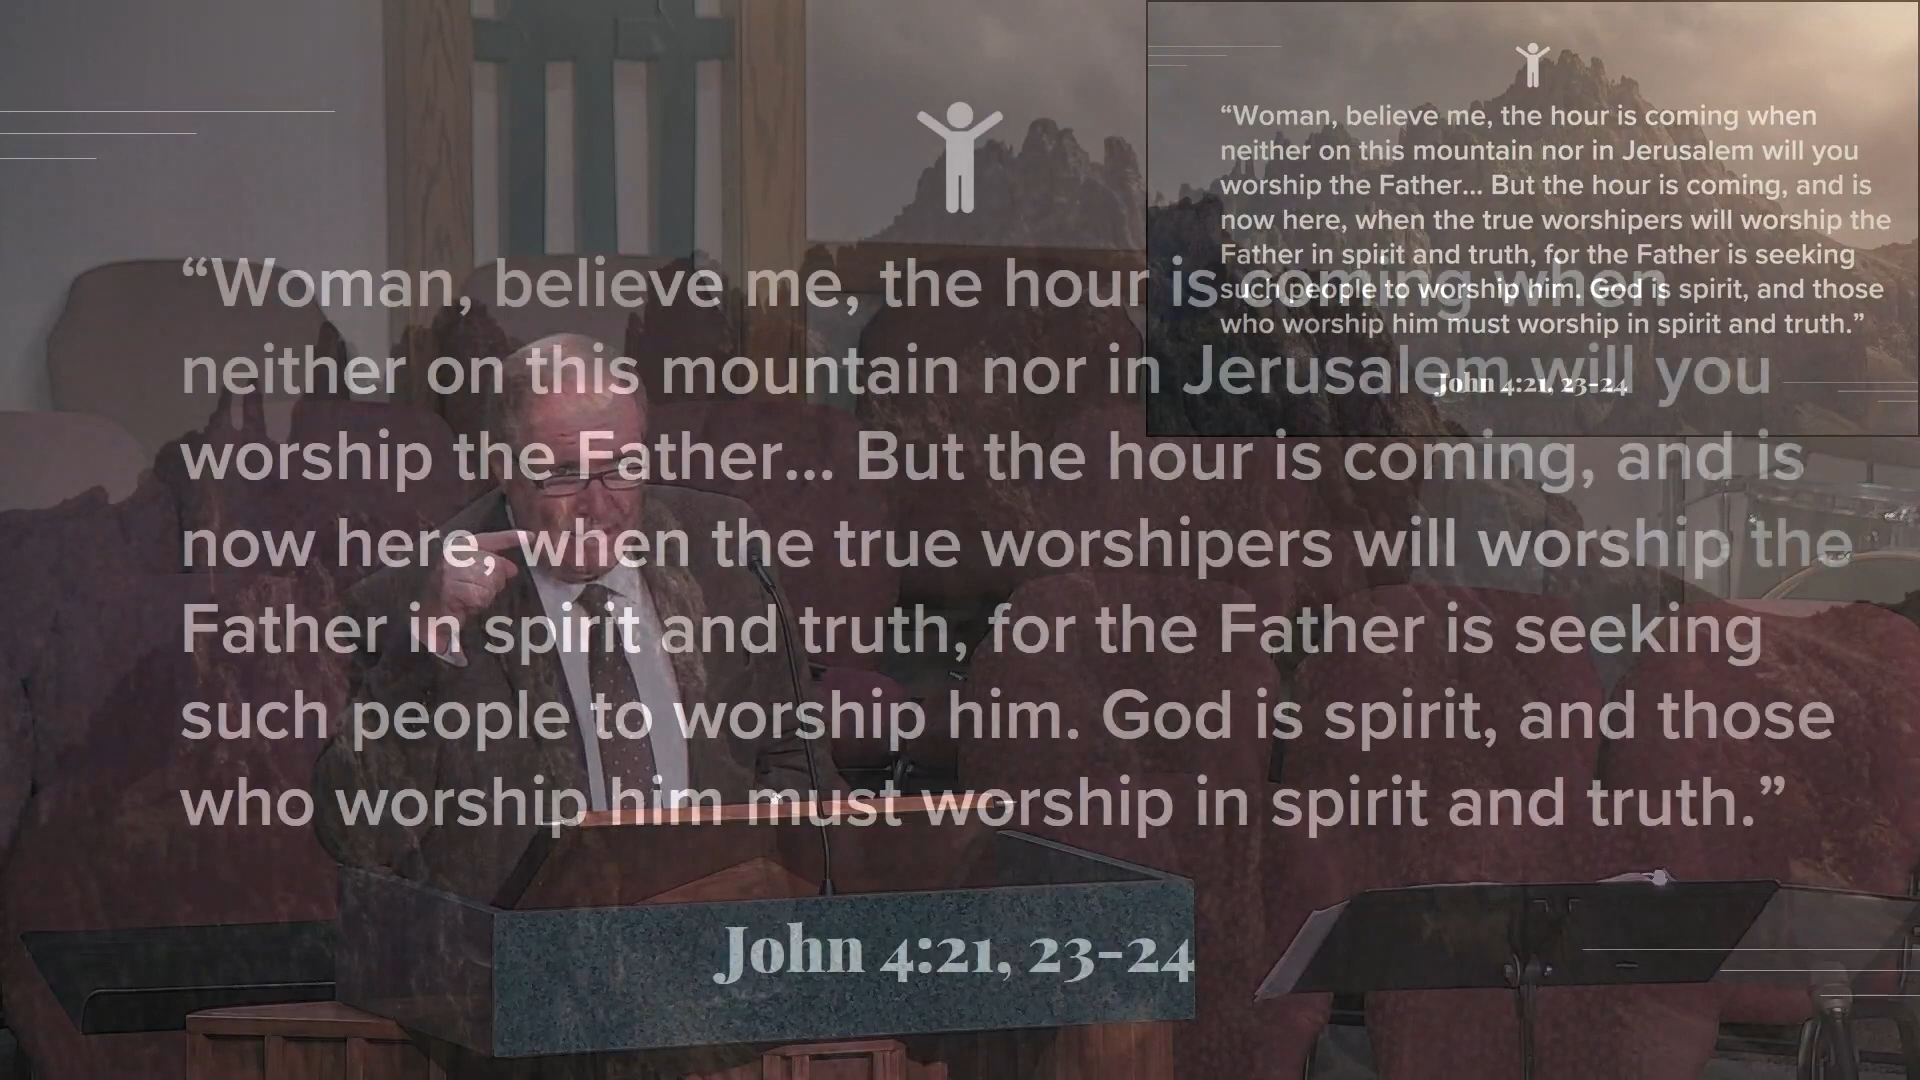 “Woman, believe me, the hour is coming when
neither on this mountain nor in Jerusalem will you
worship the Father... But the hour is coming, and is
now here, when the true worshipers will worship the
Father in spirit and truth, for the Father is seeking
such people to worship him. God is spirit, and those
who worship him must worship in spirit and truth.”
John 4:21, 23-24
“Woman, believe me, the hour is coming when
neither on this mountain nor in Jerusalem will you
worship the Father... But the hour is coming, and is
now here, when the true worshipers will worship the
Father in spirit and truth, for the Father is seeking
such people to worship him. God is spirit, and those
who worship him must worship in spirit and truth.”
John 4:21, 23-24